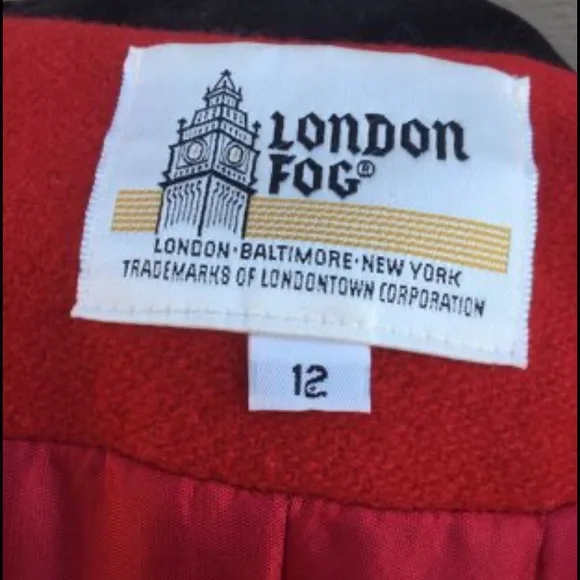 LONDON
FOG®
LONDON·BALTIMORE·NEW YORK
TRADEMARKS OF LONDONTOWN CORPORATION
12